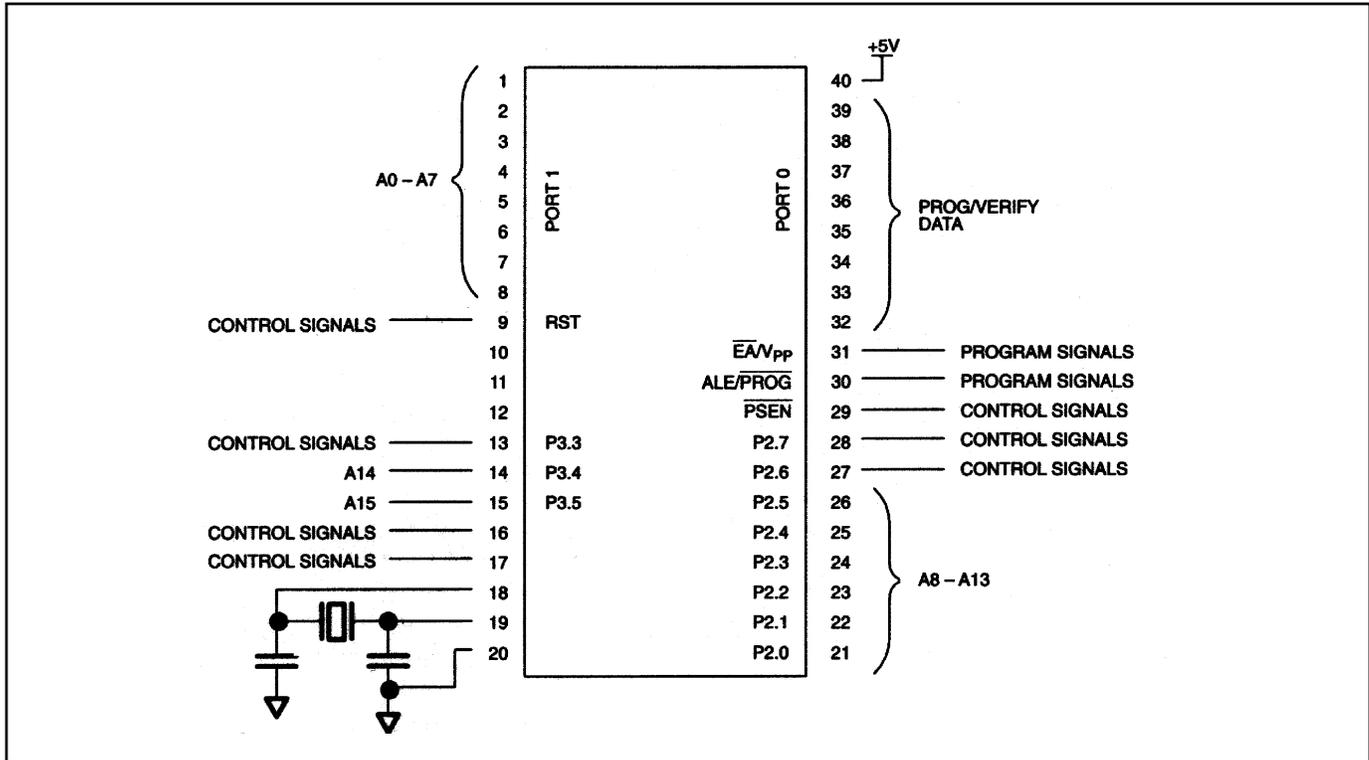 +5V
1 40
2 39
3 38
A0 – A7 4 PORT 1 PORT 0 37
5 36 PROG/VERIFY
6 35 DATA
7 34
8 33
CONTROL SIGNALS 9 RST 32
10 E̅A̅/VPP 31 PROGRAM SIGNALS
11 ALE/P̅R̅O̅G̅ 30 PROGRAM SIGNALS
12 P̅S̅E̅N̅ 29 CONTROL SIGNALS
CONTROL SIGNALS 13 P3.3 P2.7 28 CONTROL SIGNALS
A14 14 P3.4 P2.6 27 CONTROL SIGNALS
A15 15 P3.5 P2.5 26
CONTROL SIGNALS 16 P2.4 25
CONTROL SIGNALS 17 P2.3 24
18 P2.2 23 A8 – A13
19 P2.1 22
20 P2.0 21